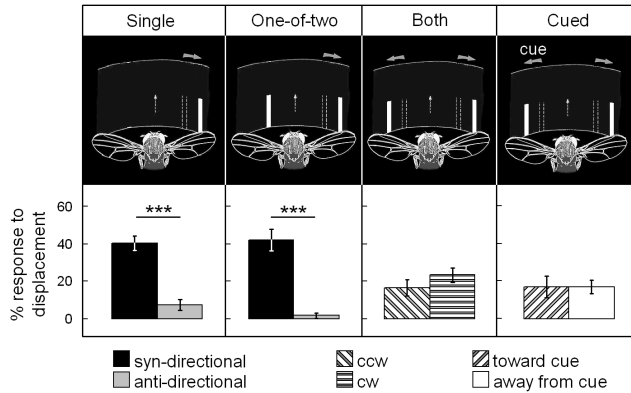 Single One-of-two Both Cued
cue
% response to
displacement
60
40
20
0
*** ***
syn-directional ccw toward cue
anti-directional cw away from cue